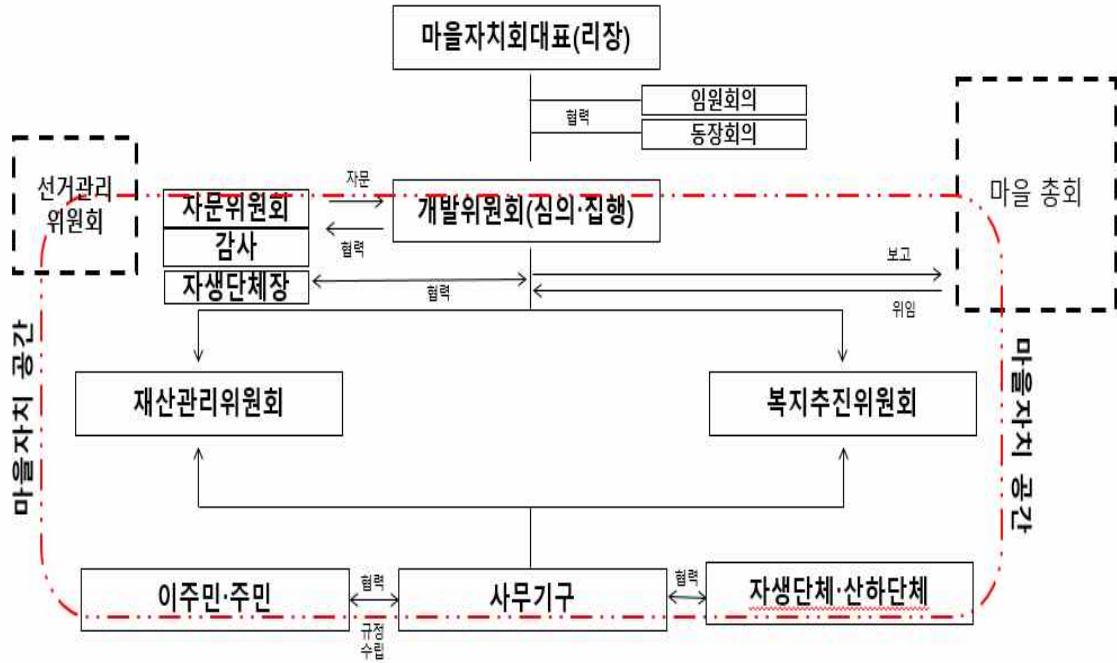 마을자치회대표(리장)
임원회의
협력
동장회의
선거관리
위원회
마을 총회
자문위원회
자문
개발위원회(심의·집행)
감사
협력
자생단체장
협력
보고
위임
마을자치 공간
마을자치 공간
재산관리위원회
복지추진위원회
이주민·주민
협력
사무기구
협력
자생단체·산하단체
규정
수립